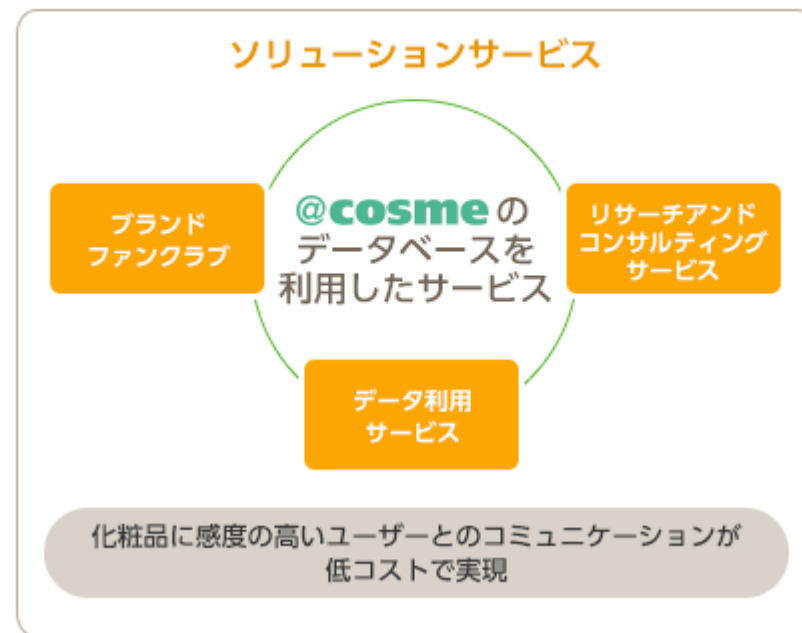 ソリューションサービス
ブランド
ファンクラブ
@cosmeの
データベースを
利用したサービス
リサーチアンド
コンサルティング
サービス
データ利用
サービス
化粧品に感度の高いユーザーとのコミュニケーションが
低コストで実現